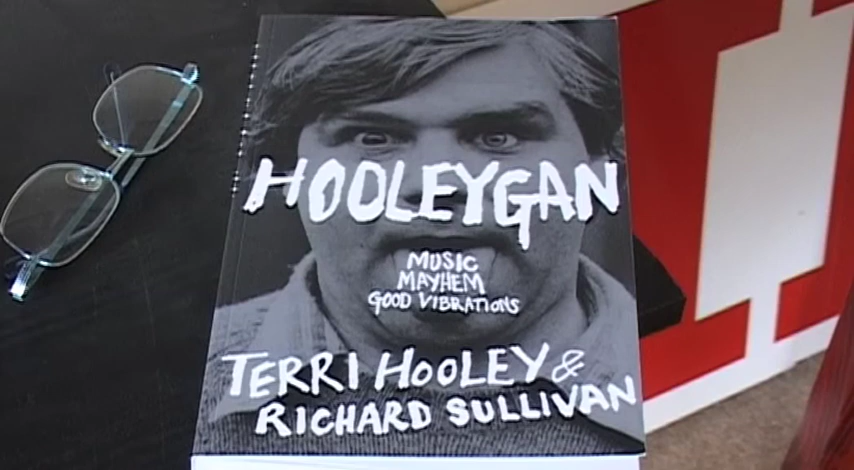 HOOLEYGAN
MUSIC
MAYHEM
GOOD VIBRATIONS
TERRI HOOLEY &
RICHARD SULLIVAN